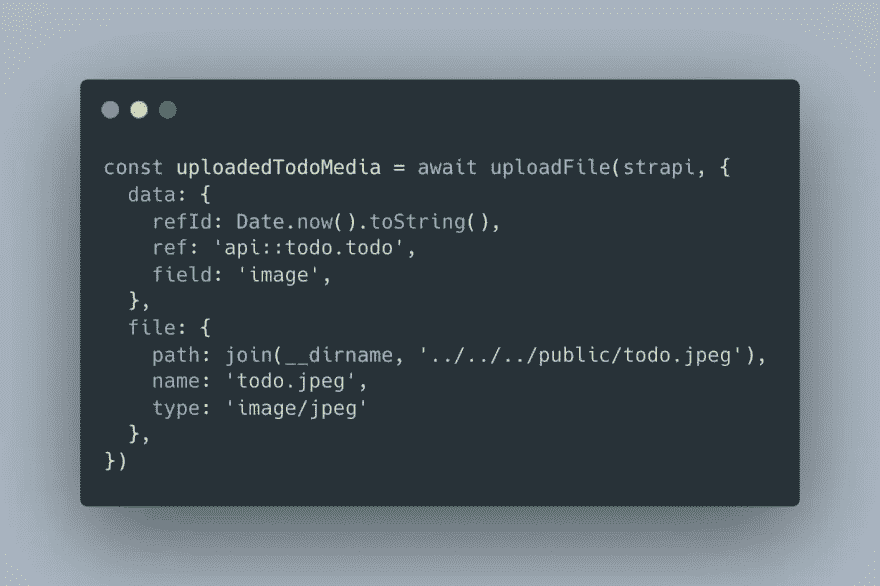 const uploadedTodoMedia = await uploadFile(strapi, {
  data: {
    refId: Date.now().toString(),
    ref: 'api::todo.todo',
    field: 'image',
  },
  file: {
    path: join(__dirname, '../../../public/todo.jpeg'),
    name: 'todo.jpeg',
    type: 'image/jpeg'
  },
})